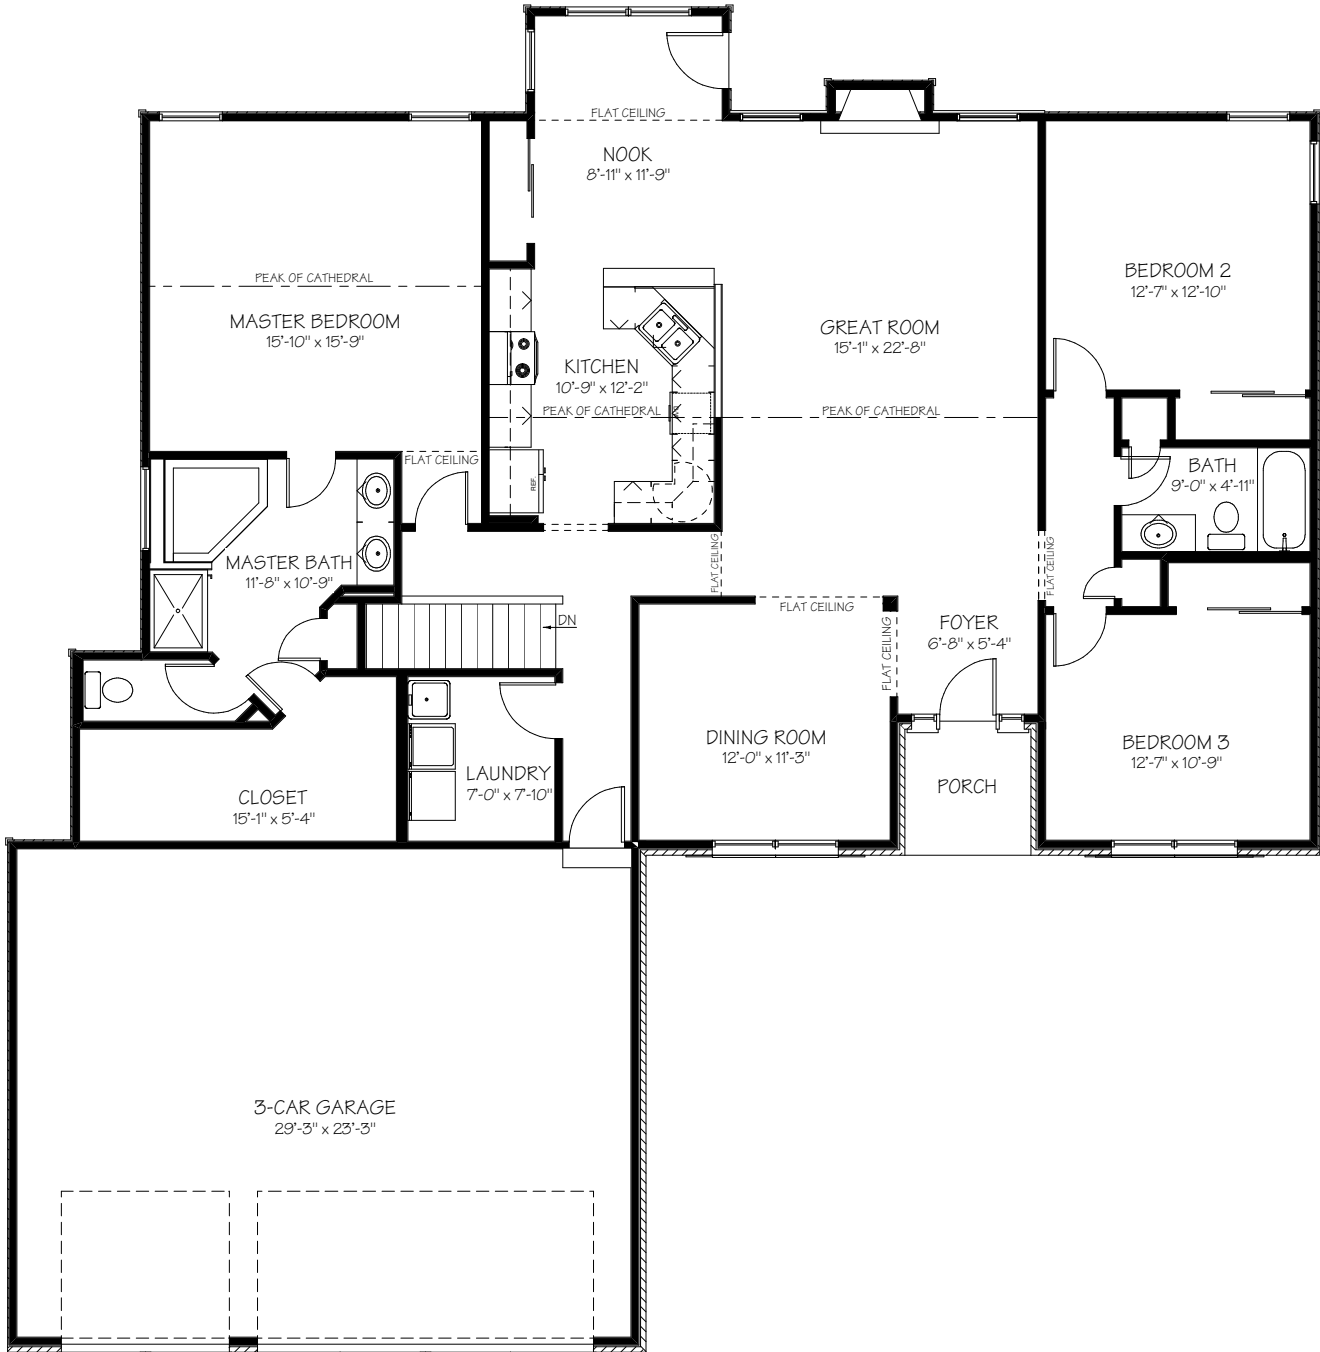 FLAT CEILING
NOOK
8'-11" x 11'-9"
PEAK OF CATHEDRAL
MASTER BEDROOM
15'-10" x 15'-9"
BEDROOM 2
12'-7" x 12'-10"
GREAT ROOM
15'-1" x 22'-8"
KITCHEN
10'-9" x 12'-2"
PEAK OF CATHEDRAL
PEAK OF CATHEDRAL
FLAT CEILING
REF.
BATH
9'-0" x 4'-11"
MASTER BATH
11'-8" x 10'-9"
FLAT CEILING
FLAT CEILING
FLAT CEILING
DN
FOYER
6'-8" x 5'-4"
FLAT CEILING
DINING ROOM
12'-0" x 11'-3"
BEDROOM 3
12'-7" x 10'-9"
LAUNDRY
7'-0" x 7'-10"
PORCH
CLOSET
15'-1" x 5'-4"
3-CAR GARAGE
29'-3" x 23'-3"